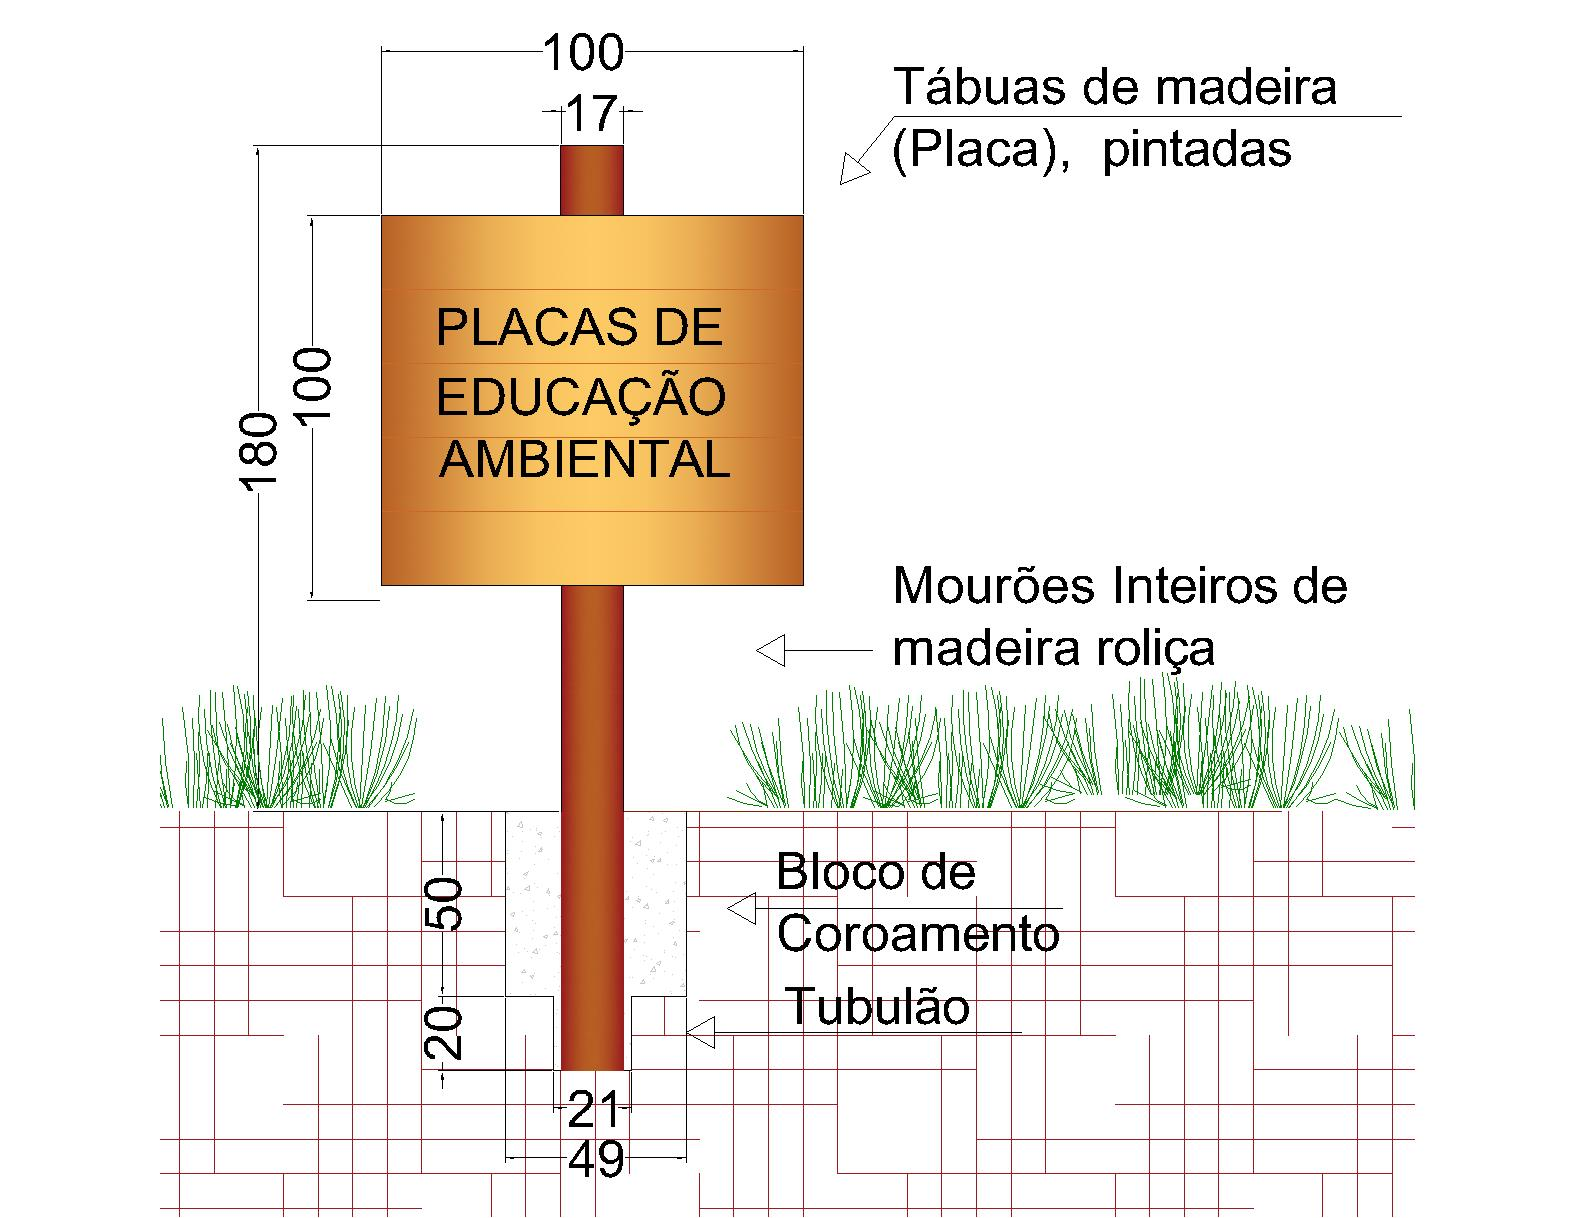 100
17
Tábuas de madeira
(Placa), pintadas
180
100
PLACAS DE
EDUCAÇÃO
AMBIENTAL
Mourões Inteiros de
madeira roliça
50
Bloco de
Coroamento
20
Tubulão
21
49